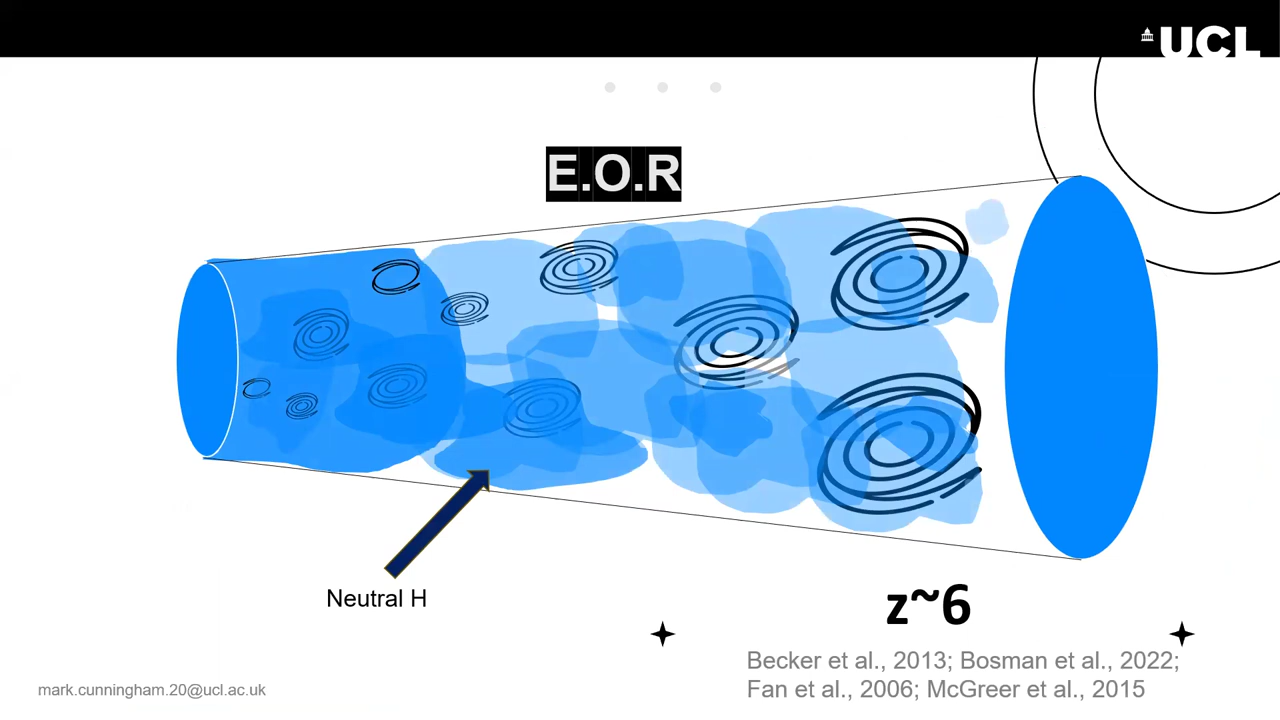 UCL
E.O.R
Neutral H
z~6
Becker et al., 2013; Bosman et al., 2022;
Fan et al., 2006; McGreer et al., 2015
mark.cunningham.20@ucl.ac.uk